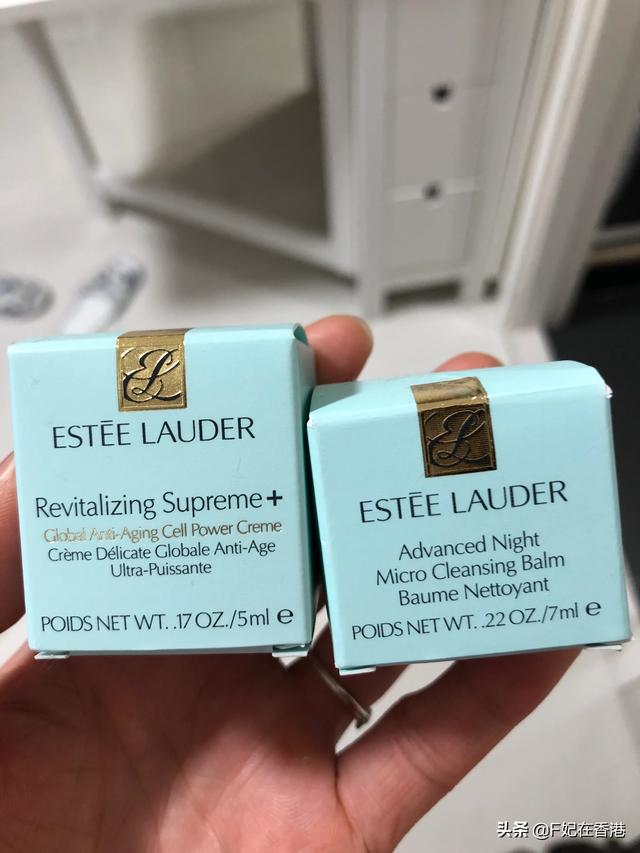 ESTĒE LAUDER
Revitalizing Supreme+
Global Anti-Aging Cell Power Creme
Crème Délicate Globale Anti-Age
Ultra-Puissante
POIDS NET WT. .17 OZ./5ml e
ESTĒE LAUDER
Advanced Night
Micro Cleansing Balm
Baume Nettoyant
POIDS NET WT. .22 OZ./7ml e
头条 @F妃在香港